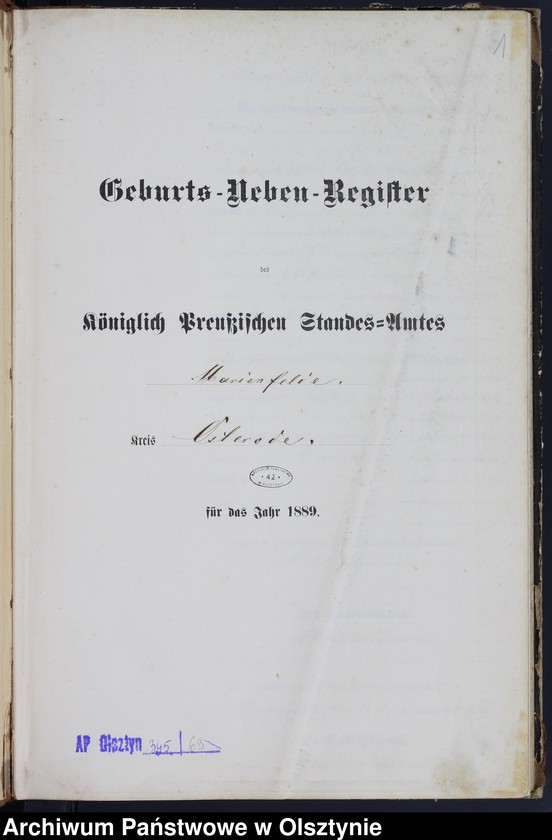 1
Geburts-Neben-Register
des
Königlich Preußischen Standes-Amtes
Marienfelde.
Kreis Osterode.
42
für das Jahr 1889.
AP Olsztyn 345/63
Archiwum Państwowe w Olsztynie